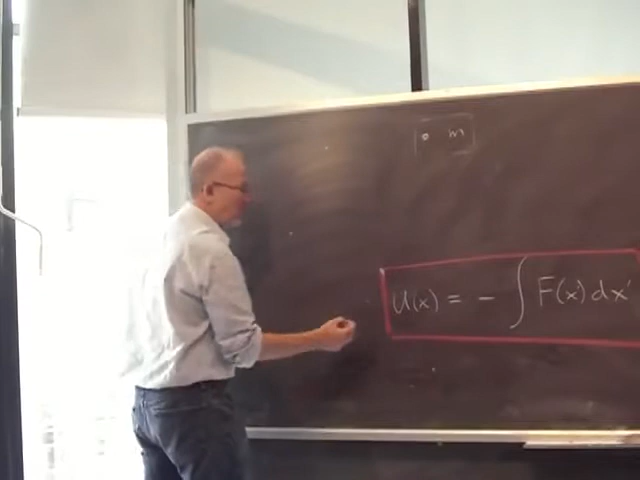 o m
U(x) = - ∫ F(x) dx'